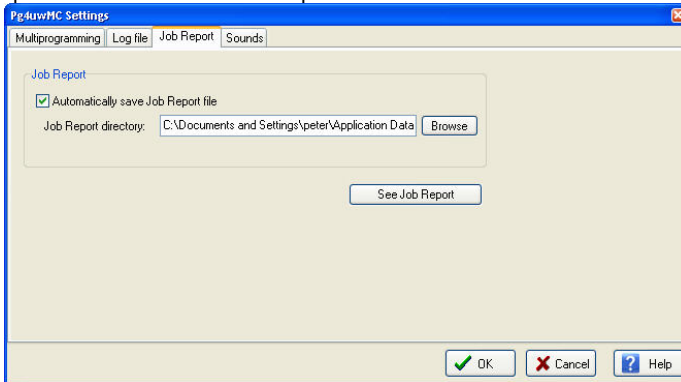 Pg4uwMC Settings
Multiprogramming Log file Job Report Sounds
Job Report
Automatically save Job Report file
Job Report directory: C:\Documents and Settings\peter\Application Data Browse
See Job Report
OK Cancel ? Help